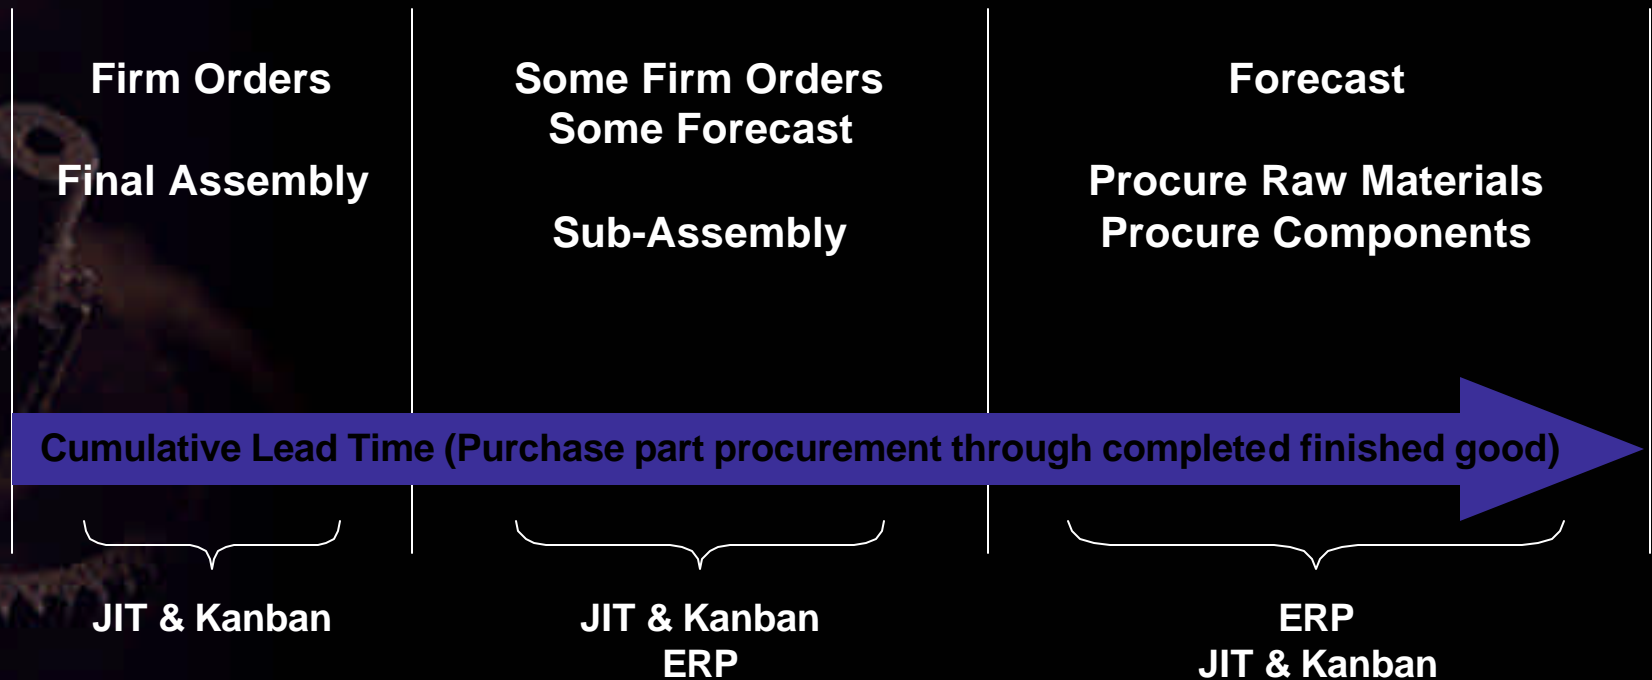 Firm Orders
Final Assembly
Some Firm Orders
Some Forecast
Sub-Assembly
Forecast
Procure Raw Materials
Procure Components
Cumulative Lead Time (Purchase part procurement through completed finished good)
JIT & Kanban
JIT & Kanban
ERP
ERP
JIT & Kanban